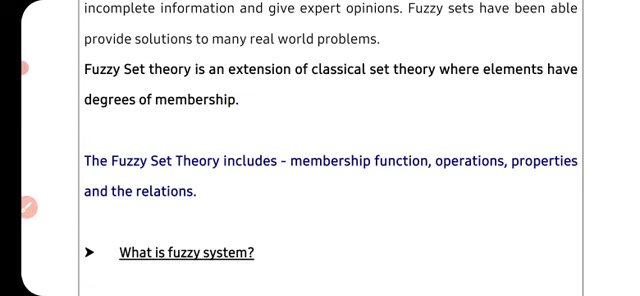 incomplete information and give expert opinions. Fuzzy sets have been able
provide solutions to many real world problems.
Fuzzy Set theory is an extension of classical set theory where elements have
degrees of membership.
The Fuzzy Set Theory includes - membership function, operations, properties
and the relations.
➤ What is fuzzy system?